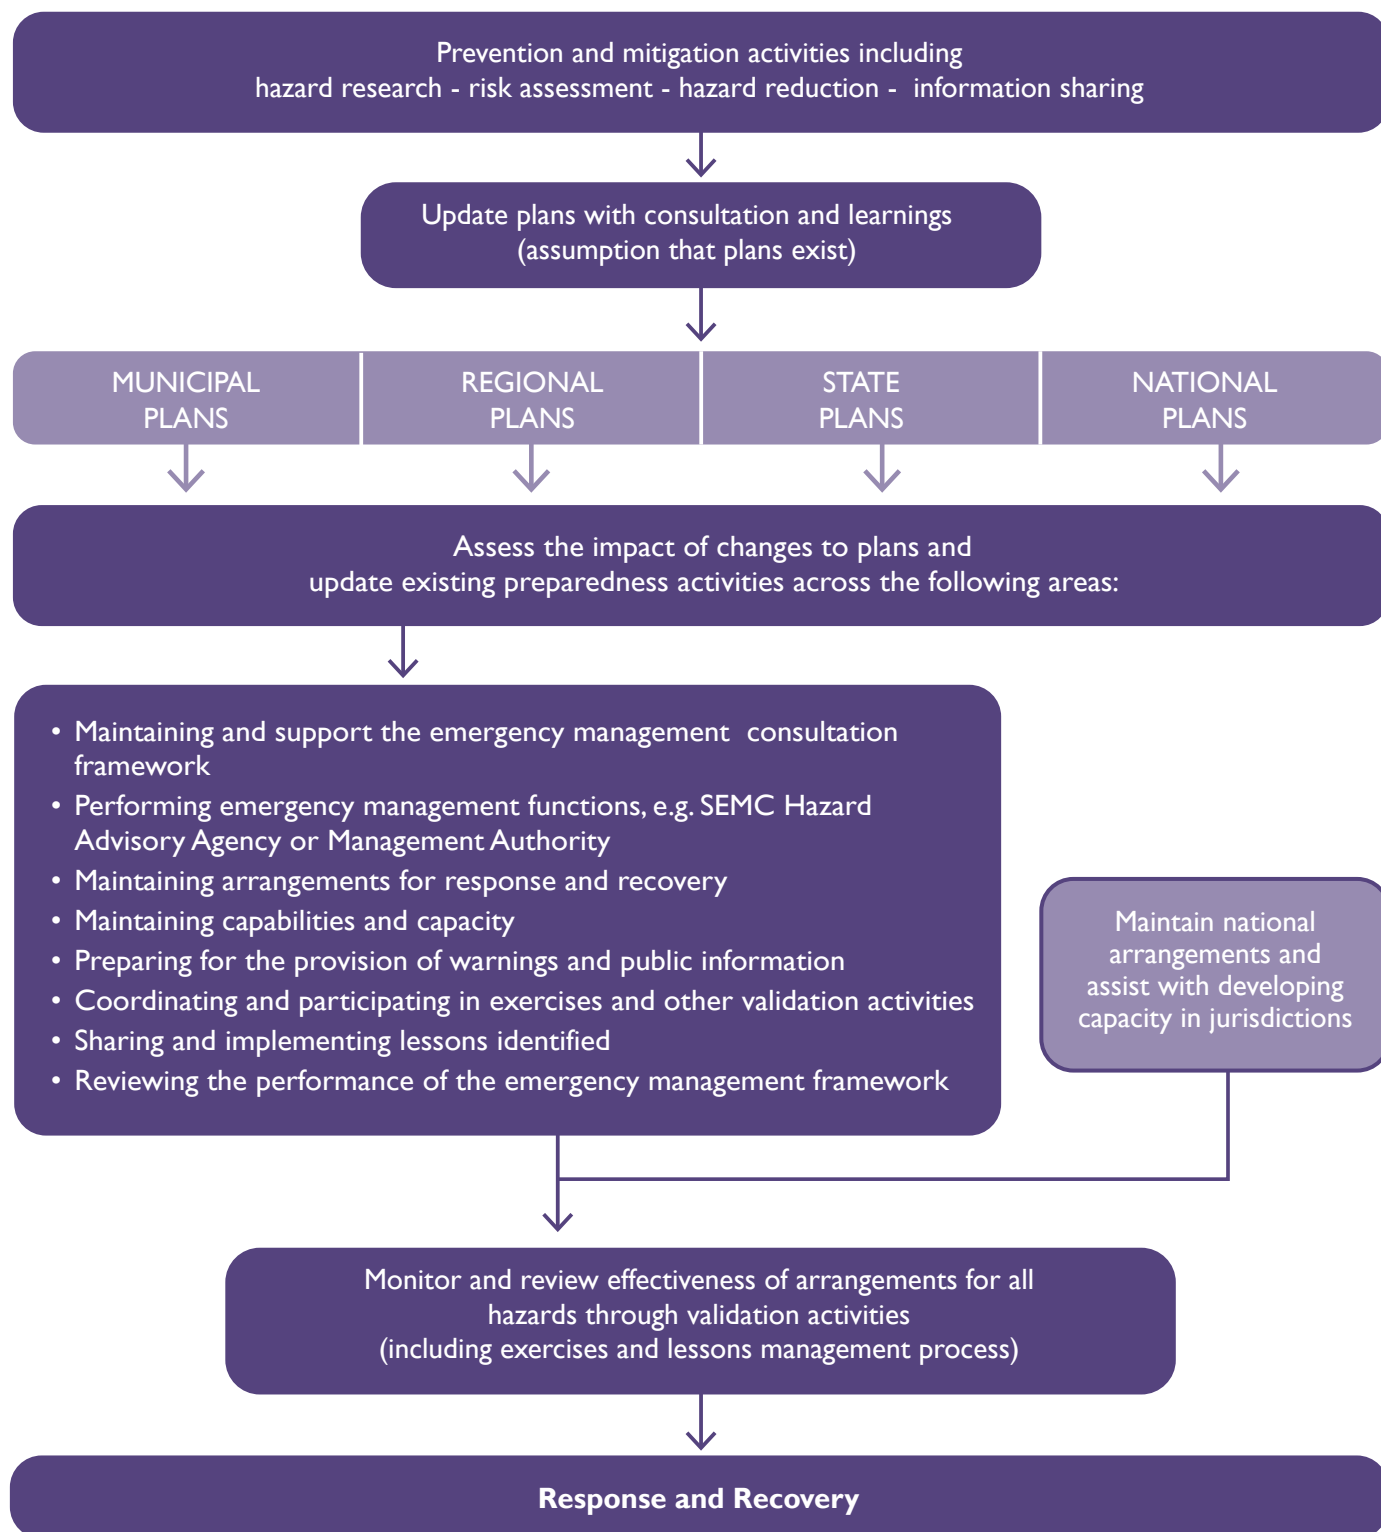 Prevention and mitigation activities including
hazard research - risk assessment - hazard reduction -  information sharing
Update plans with consultation and learnings
(assumption that plans exist)
MUNICIPAL
PLANS
REGIONAL
PLANS
STATE
PLANS
NATIONAL
PLANS
Assess the impact of changes to plans and
update existing preparedness activities across the following areas:
• Maintaining and support the emergency management  consultation
framework
• Performing emergency management functions, e.g. SEMC Hazard
Advisory Agency or Management Authority
• Maintaining arrangements for response and recovery
• Maintaining capabilities and capacity
• Preparing for the provision of warnings and public information
• Coordinating and participating in exercises and other validation activities
• Sharing and implementing lessons identified
• Reviewing the performance of the emergency management framework
Maintain national
arrangements and
assist with developing
capacity in jurisdictions
Monitor and review effectiveness of arrangements for all
hazards through validation activities
(including exercises and lessons management process)
Response and Recovery